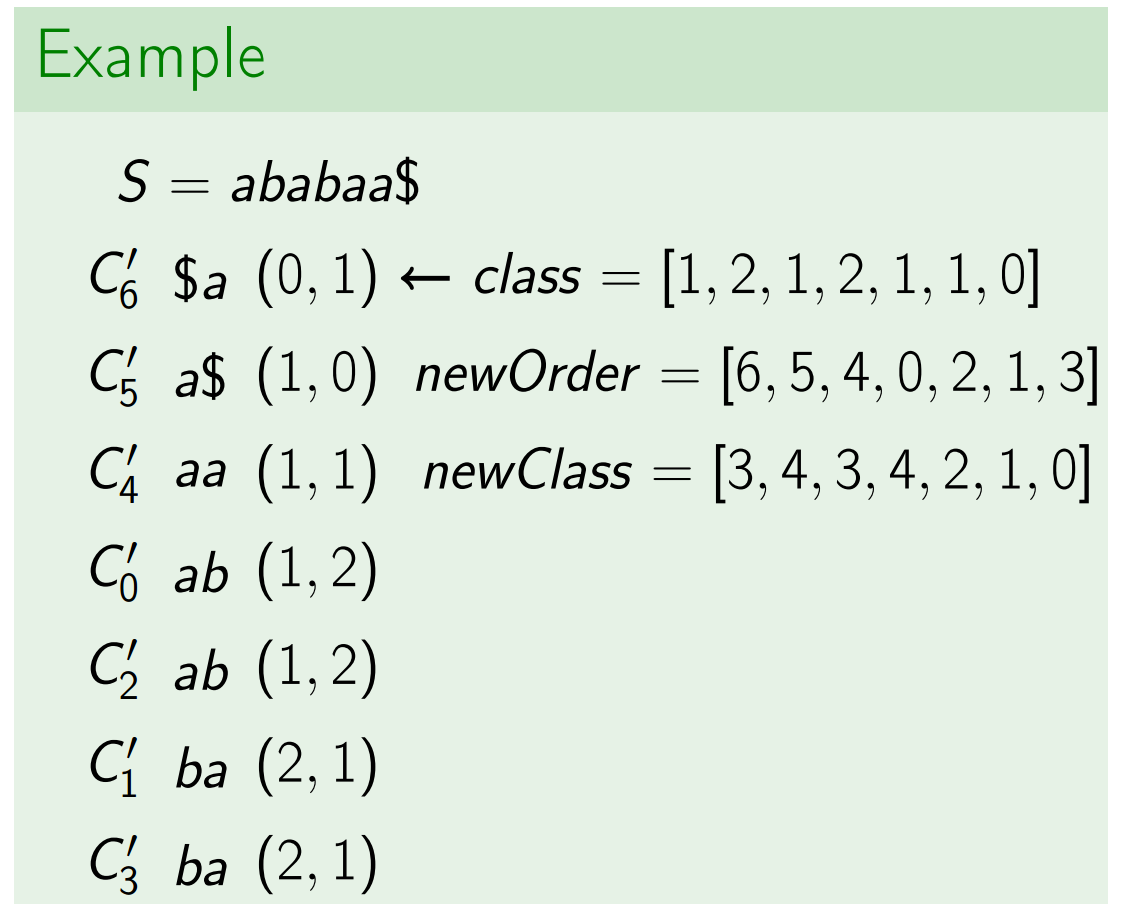 Example
S = ababaa$
C′₆ $a (0, 1) ← class = [1, 2, 1, 2, 1, 1, 0]
C′₅ a$ (1, 0) newOrder = [6, 5, 4, 0, 2, 1, 3]
C′₄ aa (1, 1) newClass = [3, 4, 3, 4, 2, 1, 0]
C′₀ ab (1, 2)
C′₂ ab (1, 2)
C′₁ ba (2, 1)
C′₃ ba (2, 1)